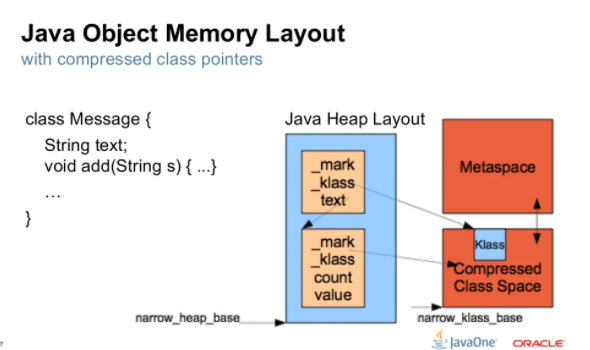 Java Object Memory Layout
with compressed class pointers
class Message {
String text;
void add(String s) { ...}
…
}
Java Heap Layout
_mark
_klass
text
_mark
_klass
count
value
narrow_heap_base
Metaspace
Klass
Compressed
Class Space
narrow_klass_base
JavaOne
ORACLE